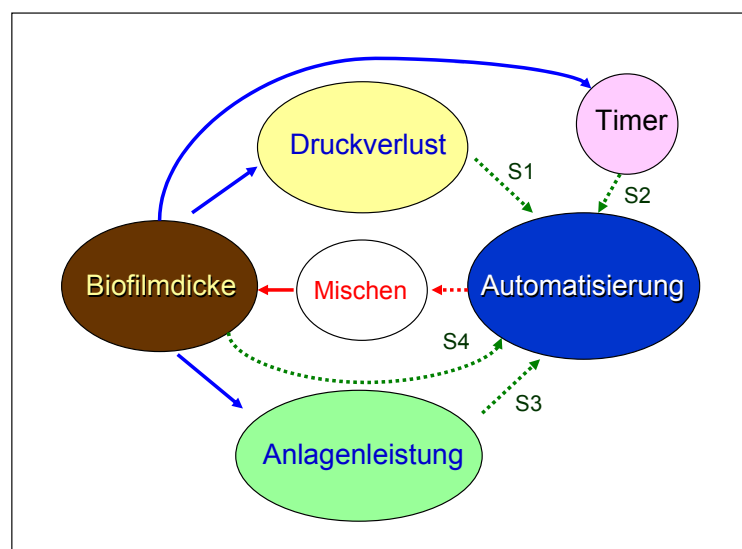 Timer
Druckverlust
S1
S2
Biofilmdicke
Mischen
Automatisierung
S4
S3
Anlagenleistung